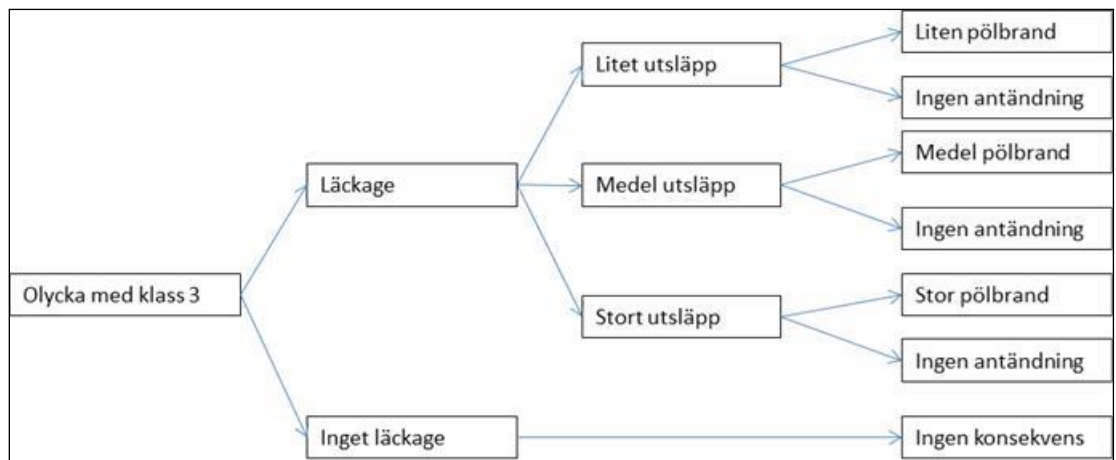 Liten pölbrand
Litet utsläpp
Ingen antändning
Medel pölbrand
Läckage
Medel utsläpp
Ingen antändning
Olycka med klass 3
Stor pölbrand
Stort utsläpp
Ingen antändning
Inget läckage
Ingen konsekvens